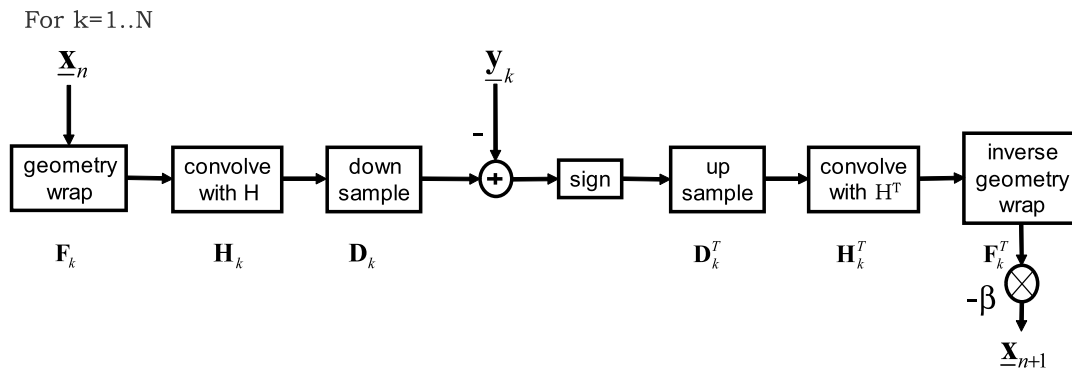 For k=1..N
x_n
y_k
-
geometry
wrap
convolve
with H
down
sample
+
sign
up
sample
convolve
with H^T
inverse
geometry
wrap
F_k
H_k
D_k
D_k^T
H_k^T
F_k^T
-β
x_{n+1}